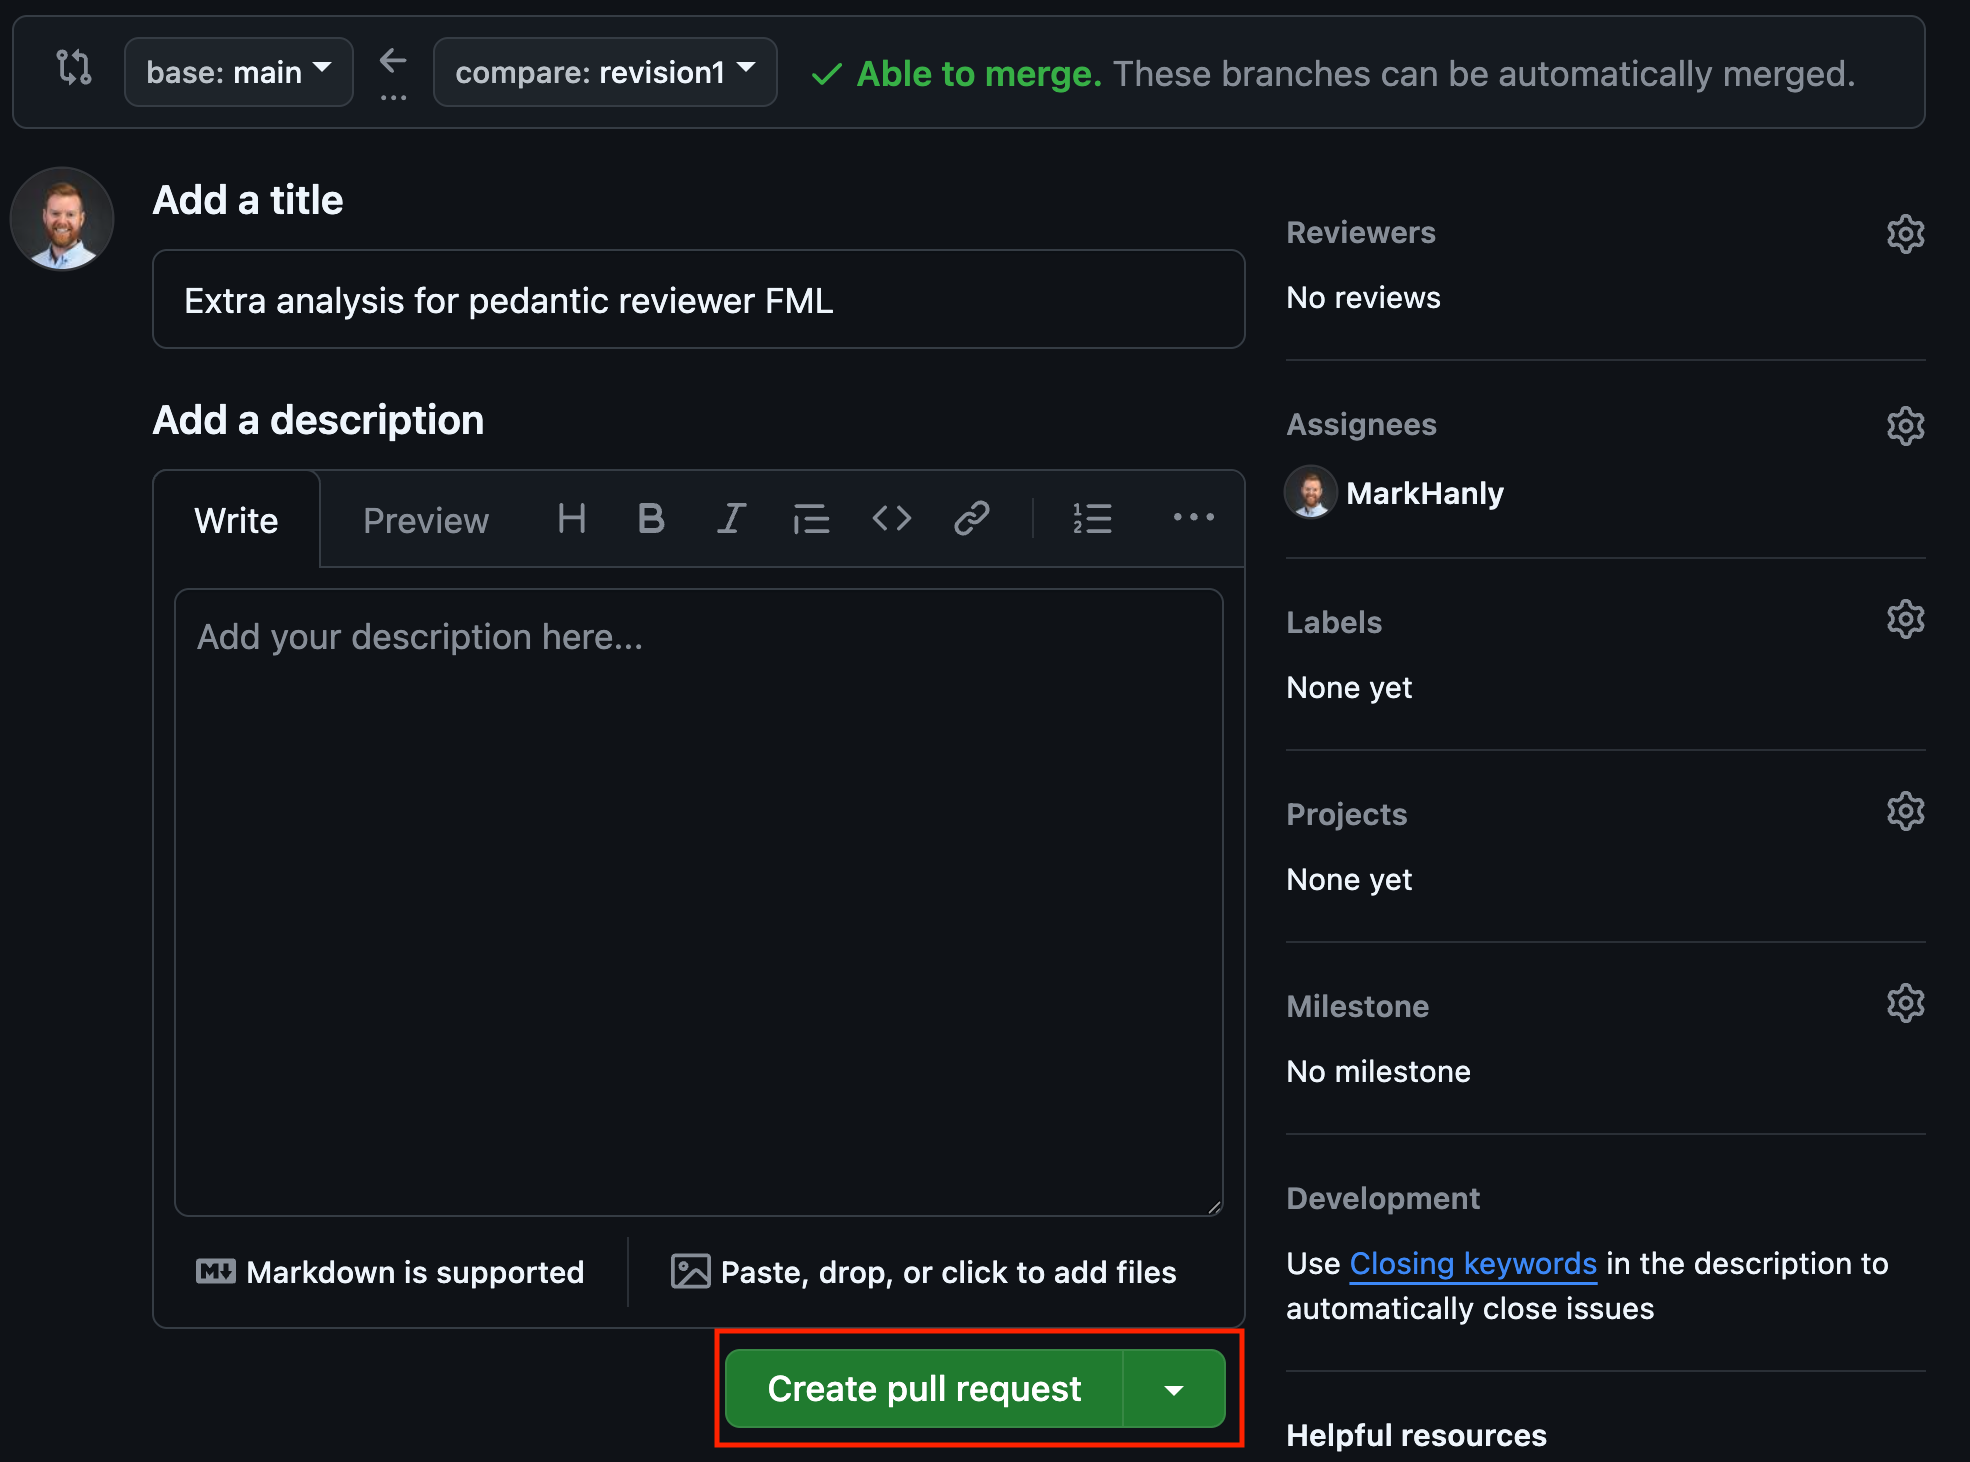 base: main ... compare: revision1 Able to merge. These branches can be automatically merged.
Add a title
Extra analysis for pedantic reviewer FML
Add a description
Write Preview H B I
Add your description here...
Markdown is supported Paste, drop, or click to add files
Create pull request
Reviewers
No reviews
Assignees
MarkHanly
Labels
None yet
Projects
None yet
Milestone
No milestone
Development
Use Closing keywords in the description to
automatically close issues
Helpful resources